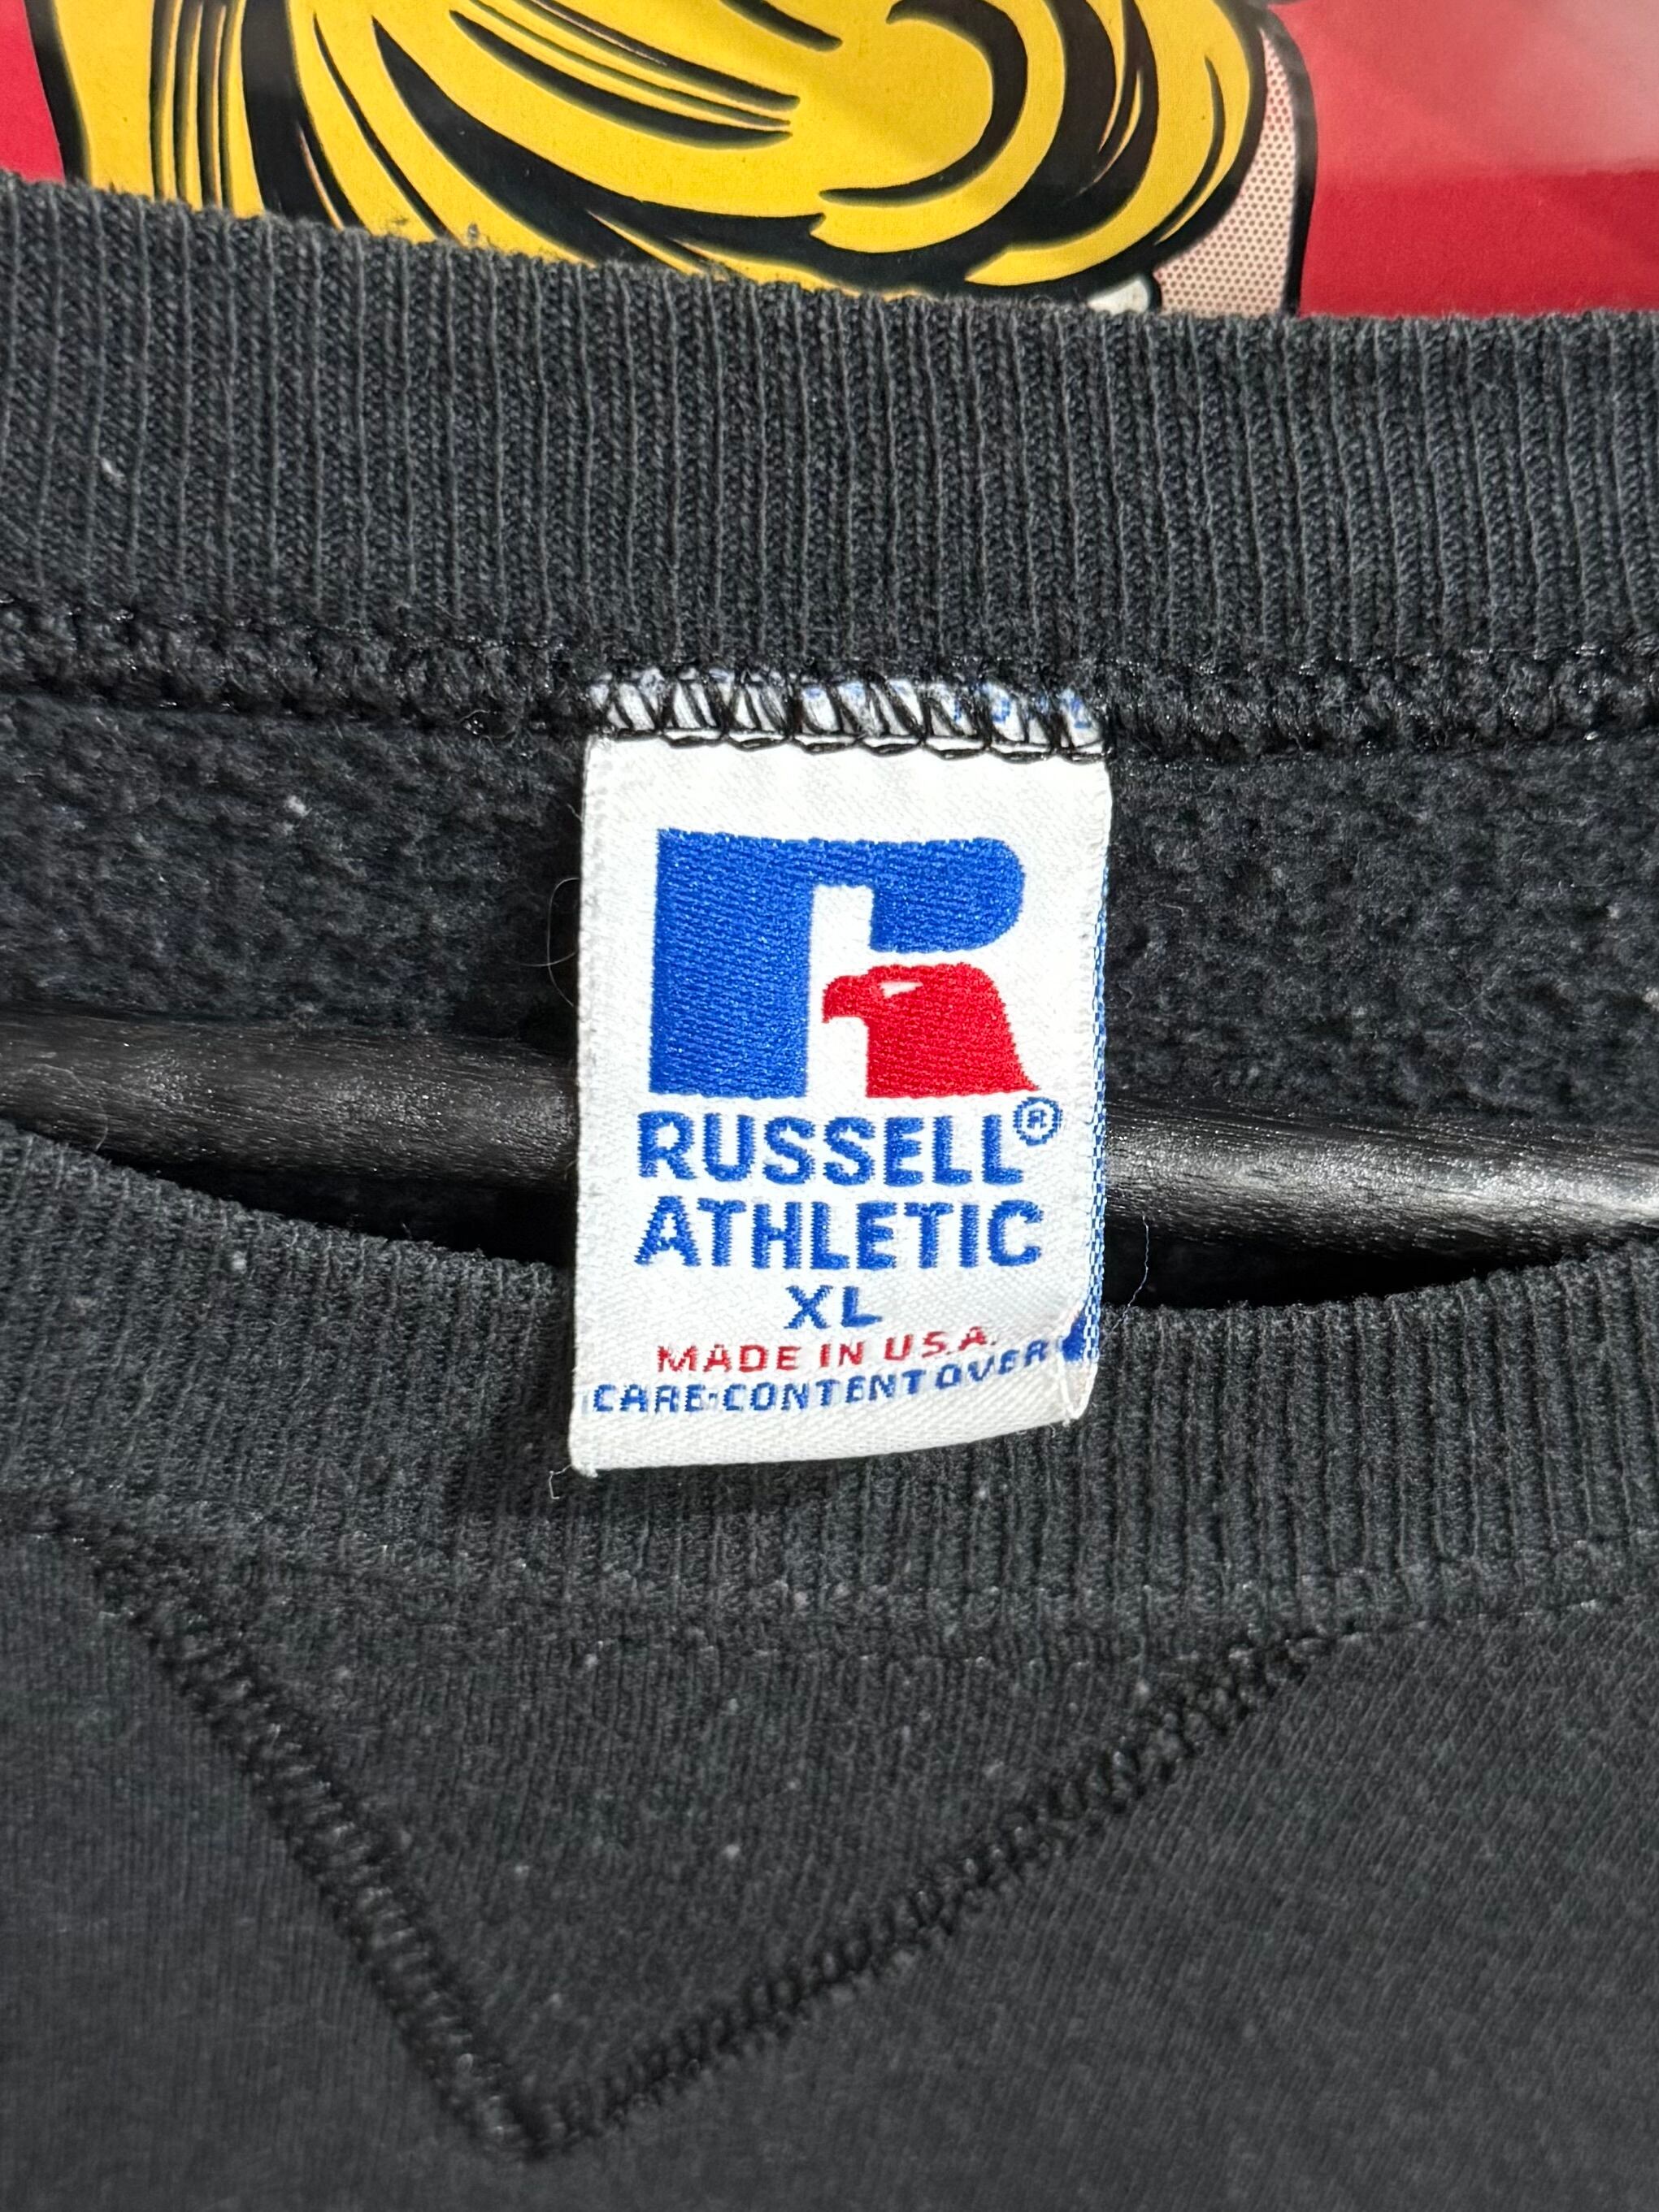 RUSSELL®
ATHLETIC
XL
MADE IN U.S.A.
CARE·CONTENT OVER